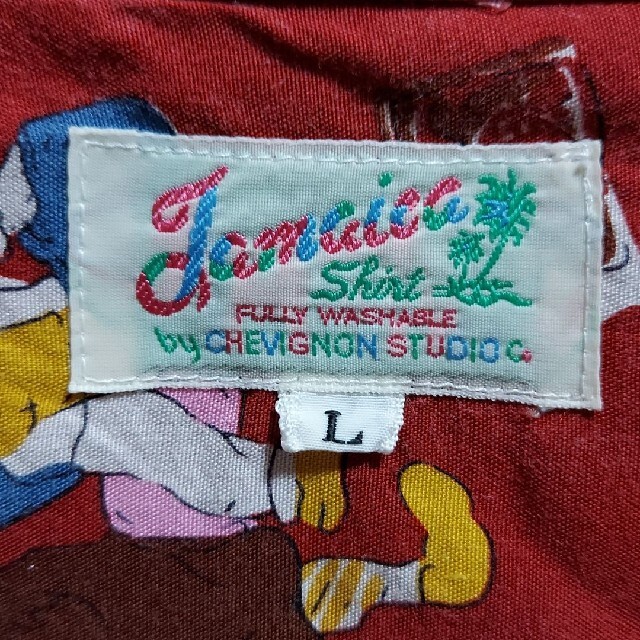 Jamaica
Shirt
FULLY WASHABLE
by CHEVIGNON STUDIO C.
L